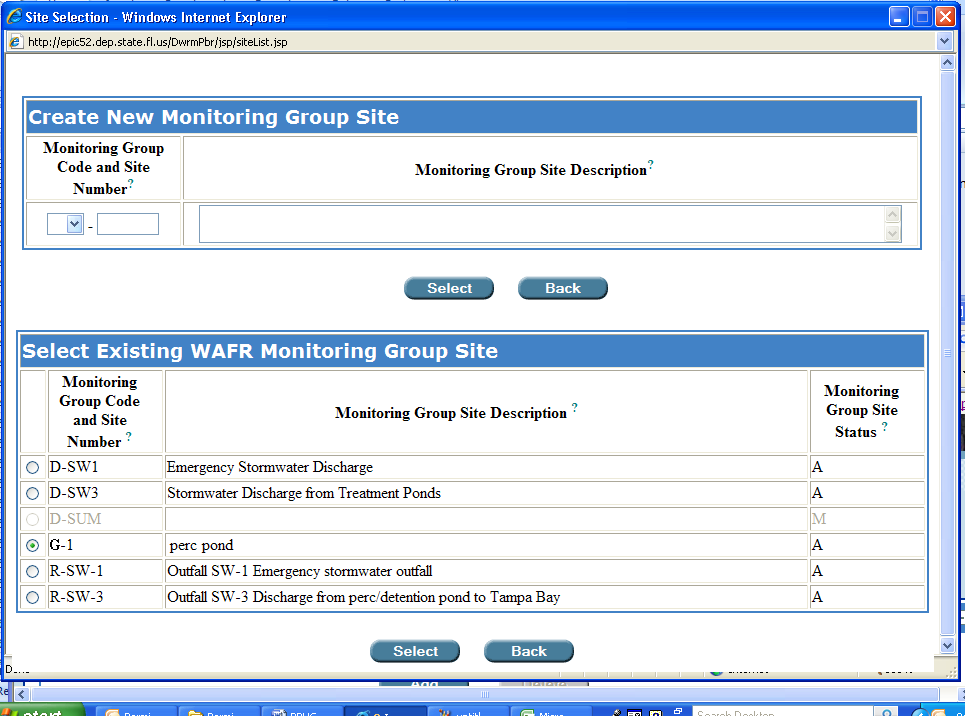 Site Selection - Windows Internet Explorer
http://epic52.dep.state.fl.us/DwrmPbr/jsp/siteList.jsp
Create New Monitoring Group Site
Monitoring Group
Code and Site
Number?
Monitoring Group Site Description?
-
Select Back
Select Existing WAFR Monitoring Group Site
Monitoring
Group Code
and Site
Number ?
Monitoring Group Site Description ?
Monitoring
Group Site
Status ?
D-SW1 Emergency Stormwater Discharge A
D-SW3 Stormwater Discharge from Treatment Ponds A
D-SUM M
G-1 perc pond A
R-SW-1 Outfall SW-1 Emergency stormwater outfall A
R-SW-3 Outfall SW-3 Discharge from perc/detention pond to Tampa Bay A
Select Back